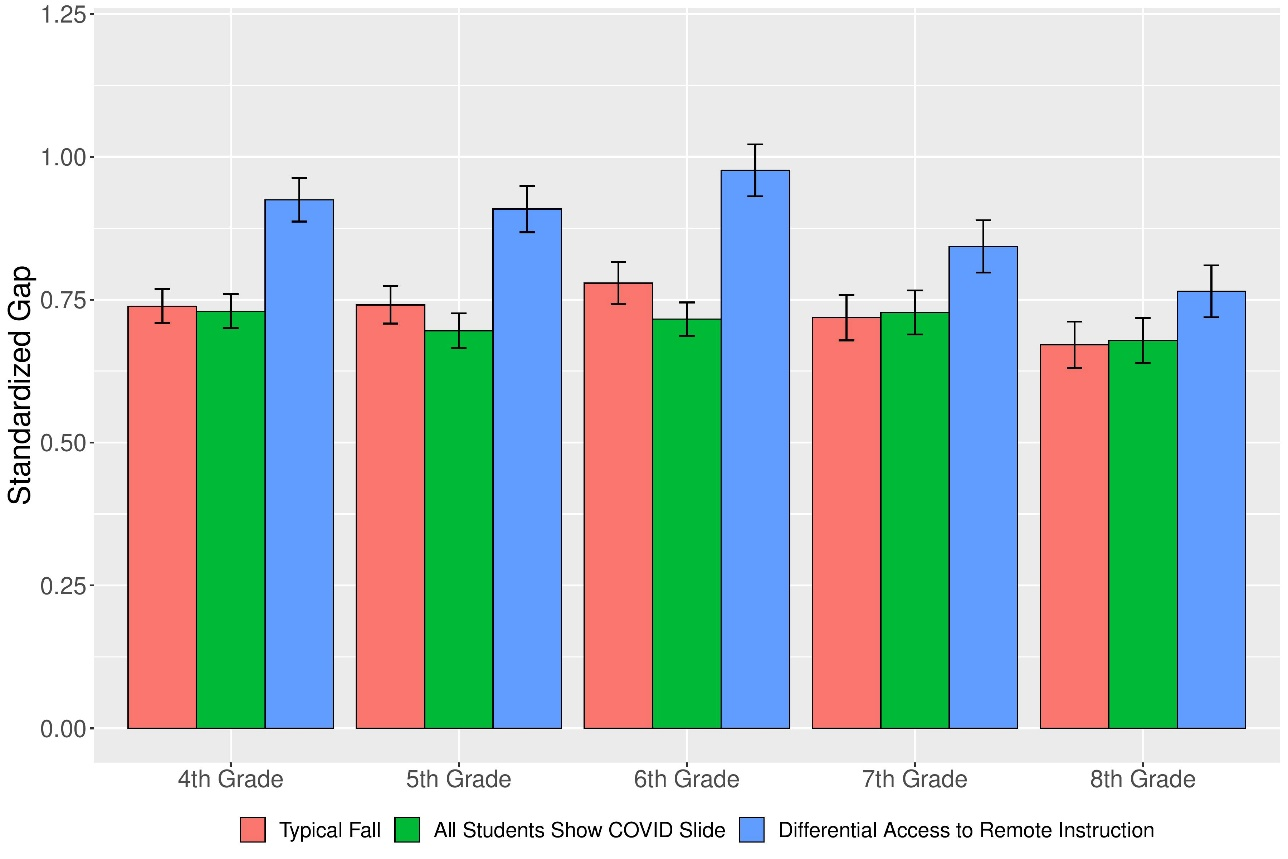 1.25
1.00
0.75
0.50
0.25
0.00
Standardized Gap
4th Grade 5th Grade 6th Grade 7th Grade 8th Grade
Typical Fall All Students Show COVID Slide Differential Access to Remote Instruction